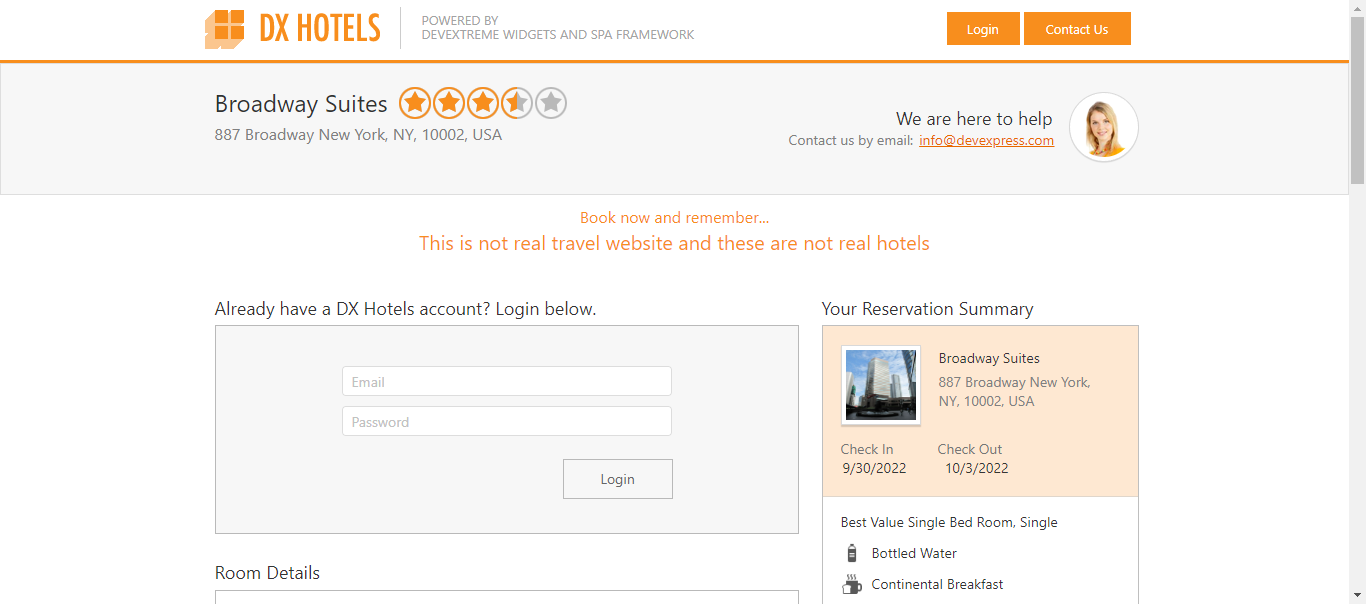 DX HOTELS
POWERED BY
DEVEXTREME WIDGETS AND SPA FRAMEWORK
Login
Contact Us
Broadway Suites
887 Broadway New York, NY, 10002, USA
We are here to help
Contact us by email: info@devexpress.com
Book now and remember...
This is not real travel website and these are not real hotels
Already have a DX Hotels account? Login below.
Email
Password
Login
Room Details
Your Reservation Summary
Broadway Suites
887 Broadway New York,
NY, 10002, USA
Check In
Check Out
9/30/2022
10/3/2022
Best Value Single Bed Room, Single
Bottled Water
Continental Breakfast